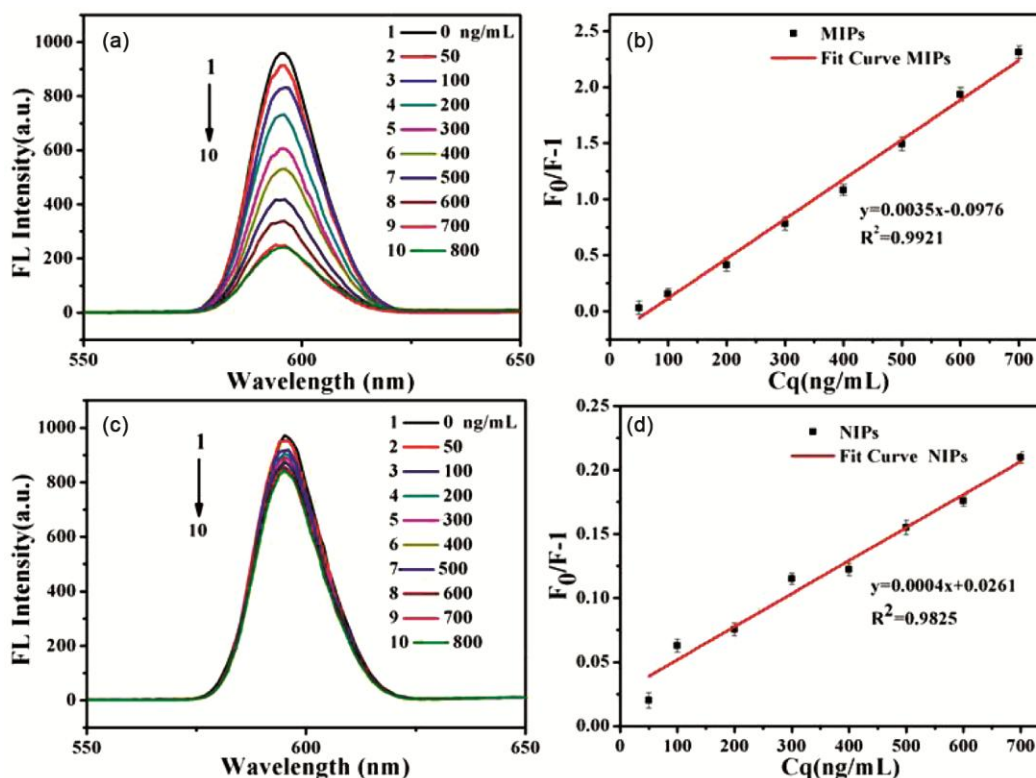 (a)
1 0 ng/mL
2 50
3 100
4 200
5 300
6 400
7 500
8 600
9 700
10 800
1
10
1000
800
600
400
200
0
550 600 650
FL Intensity(a.u.)
Wavelength (nm)
(b)
MIPs
Fit Curve MIPs
y=0.0035x-0.0976
R²=0.9921
2.5
2.0
1.5
1.0
0.5
0.0
0 100 200 300 400 500 600 700
F₀/F-1
Cq(ng/mL)
(c)
1 0 ng/mL
2 50
3 100
4 200
5 300
6 400
7 500
8 600
9 700
10 800
1
10
1000
800
600
400
200
0
550 600 650
FL Intensity(a.u.)
Wavelength (nm)
(d)
NIPs
Fit Curve NIPs
y=0.0004x+0.0261
R²=0.9825
0.25
0.20
0.15
0.10
0.05
0.00
0 100 200 300 400 500 600 700
F₀/F-1
Cq(ng/mL)